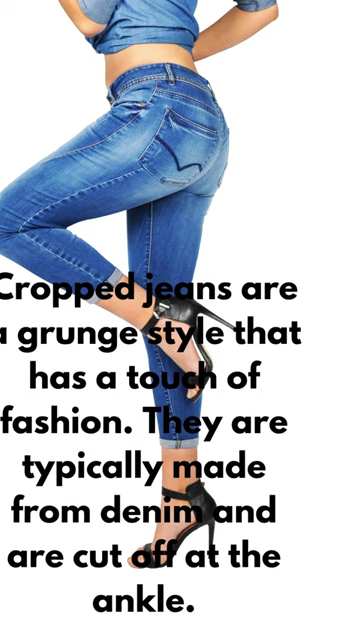 Cropped jeans are
a grunge style that
has a touch of
fashion. They are
typically made
from denim and
are cut off at the
ankle.